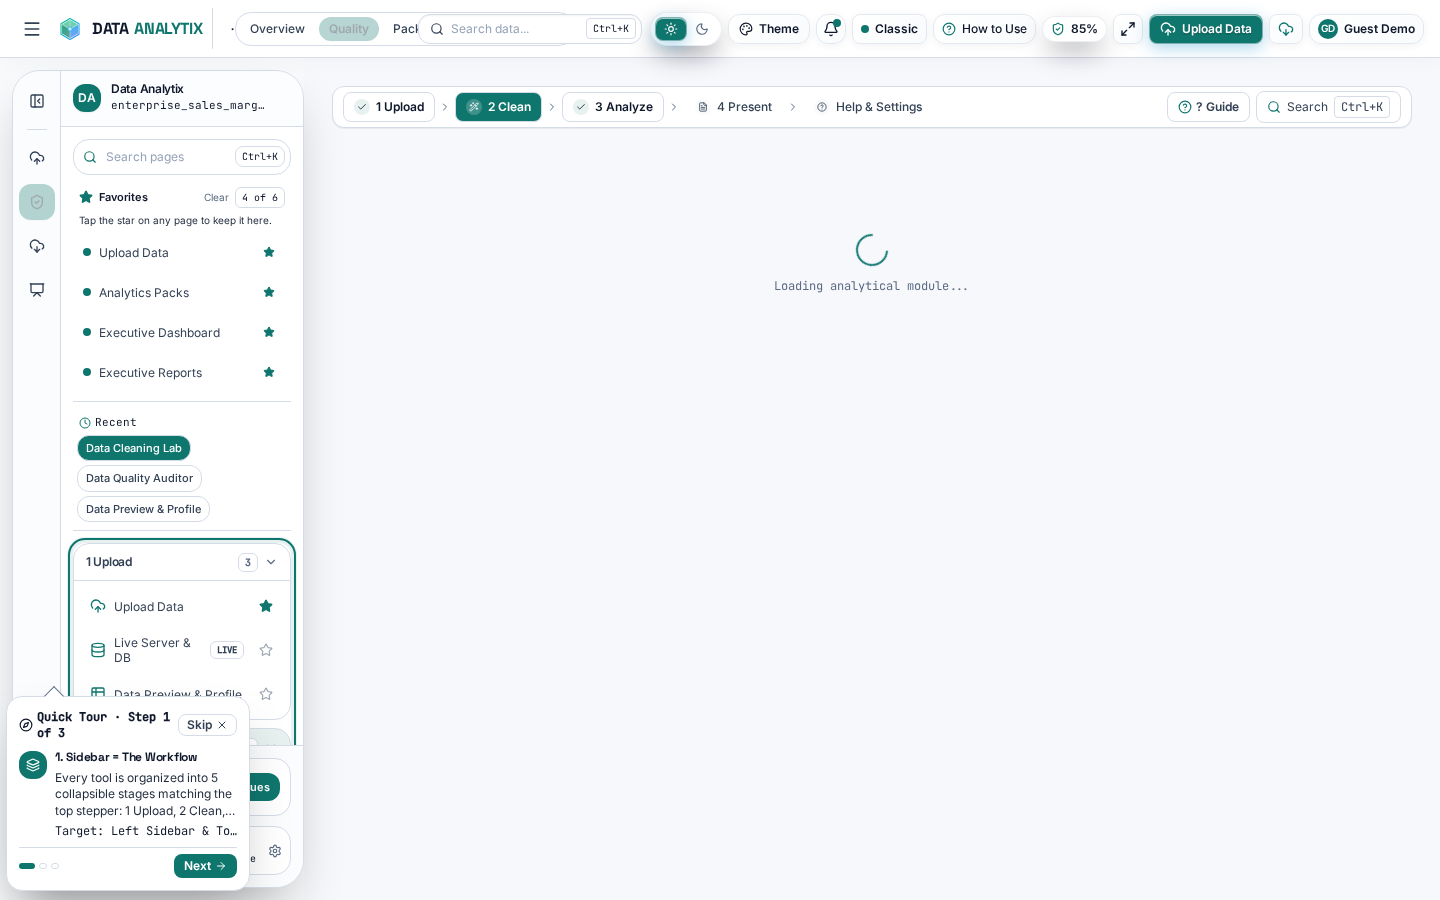 DATA ANALYTIX
Overview
Quality
Pack
Search data...
Ctrl+K
Theme
Classic
How to Use
85%
Upload Data
GD
Guest Demo
DA
Data Analytix
enterprise_sales_marg…
Search pages
Ctrl+K
Favorites
Clear
4 of 6
Tap the star on any page to keep it here.
Upload Data
Analytics Packs
Executive Dashboard
Executive Reports
Recent
Data Cleaning Lab
Data Quality Auditor
Data Preview & Profile
1 Upload
3
Upload Data
Live Server &
DB
LIVE
Data Preview & Profile
Quick Tour · Step 1
of 3
Skip
1. Sidebar = The Workflow
Every tool is organized into 5
collapsible stages matching the
top stepper: 1 Upload, 2 Clean,…
Target: Left Sidebar & To…
Next
ues
e
1 Upload
2 Clean
3 Analyze
4 Present
Help & Settings
? Guide
Search
Ctrl+K
Loading analytical module...